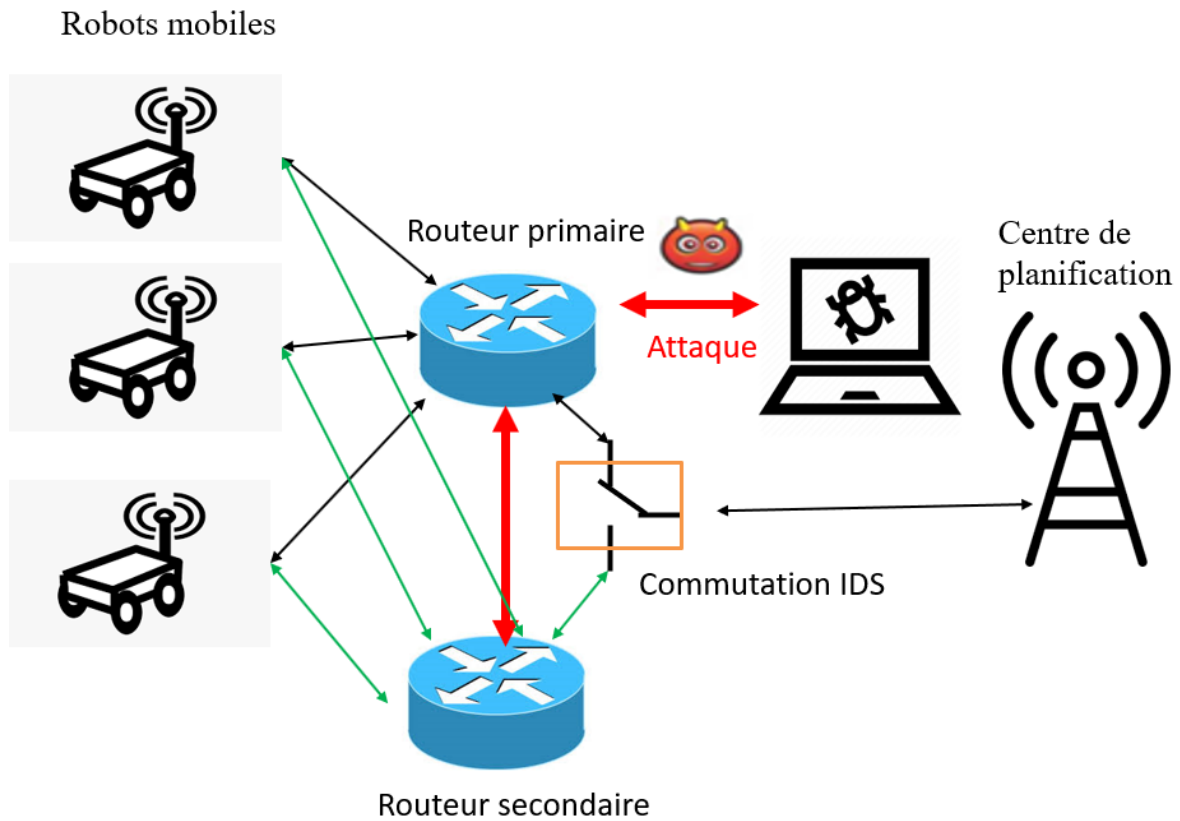 Robots mobiles
Routeur primaire
Attaque
Centre de
planification
Commutation IDS
Routeur secondaire